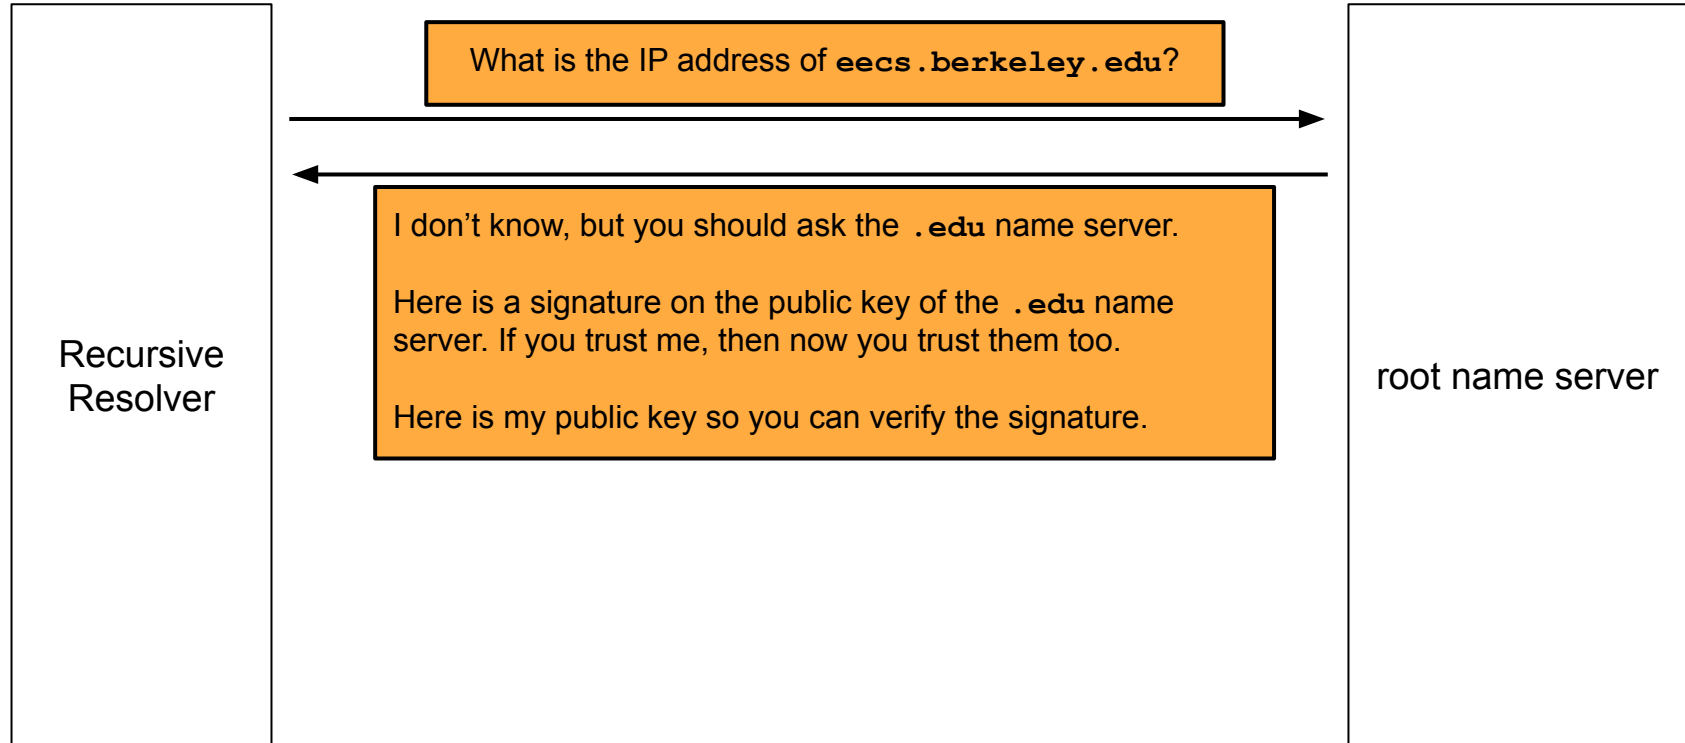 What is the IP address of eecs.berkeley.edu?
I don’t know, but you should ask the .edu name server.
Here is a signature on the public key of the .edu name
server. If you trust me, then now you trust them too.
Here is my public key so you can verify the signature.
Recursive
Resolver
root name server